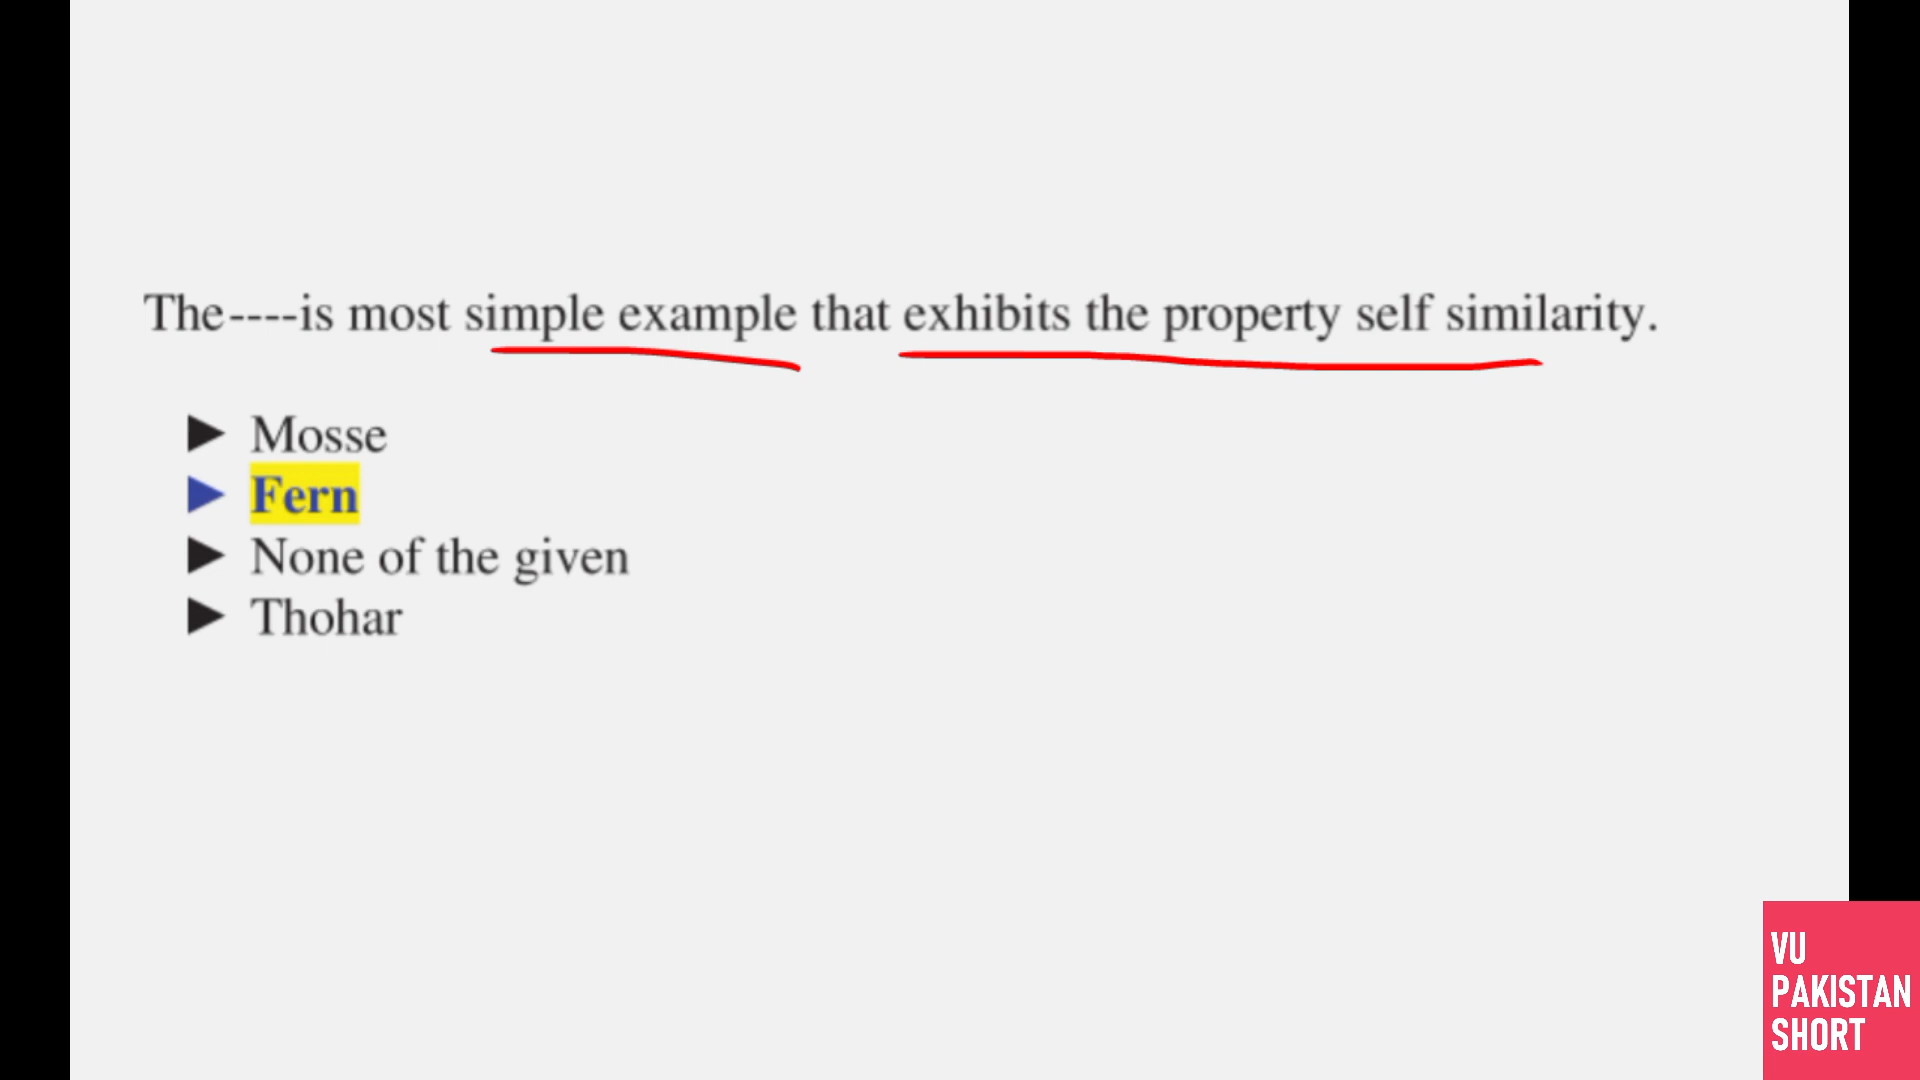 The----is most simple example that exhibits the property self similarity.
► Mosse
► Fern
► None of the given
► Thohar
VU
PAKISTAN
SHORT